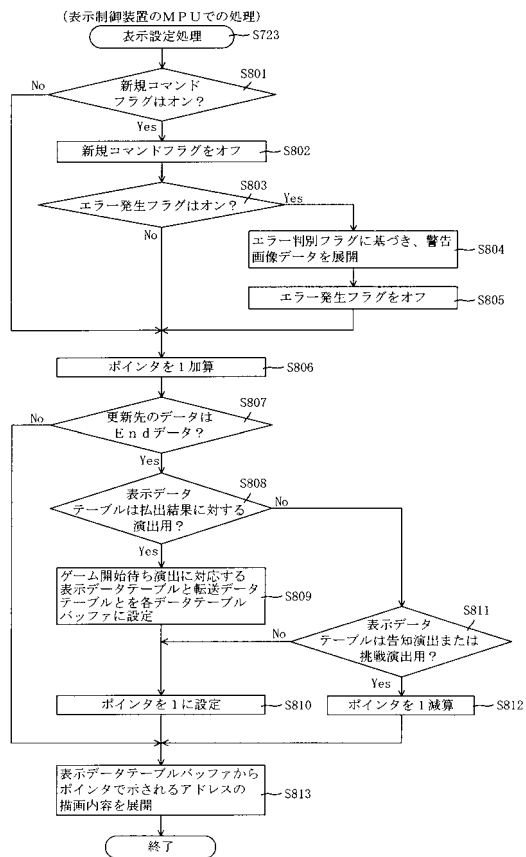 (表示制御装置のMPUでの処理)
表示設定処理
S723
No
S801
新規コマンド
フラグはオン?
Yes
新規コマンドフラグをオフ
S802
S803
エラー発生フラグはオン?
Yes
No
エラー判別フラグに基づき、警告
画像データを展開
S804
エラー発生フラグをオフ
S805
ポインタを1加算
S806
No
S807
更新先のデータは
Endデータ?
Yes
S808
表示データ
テーブルは払出結果に対する
演出用?
No
Yes
ゲーム開始待ち演出に対応する
表示データテーブルと転送データ
テーブルとを各データテーブル
バッファに設定
S809
S811
表示データ
テーブルは告知演出または
挑戦演出用?
No
Yes
ポインタを1に設定
S810
ポインタを1減算
S812
表示データテーブルバッファから
ポインタで示されるアドレスの
描画内容を展開
S813
終了